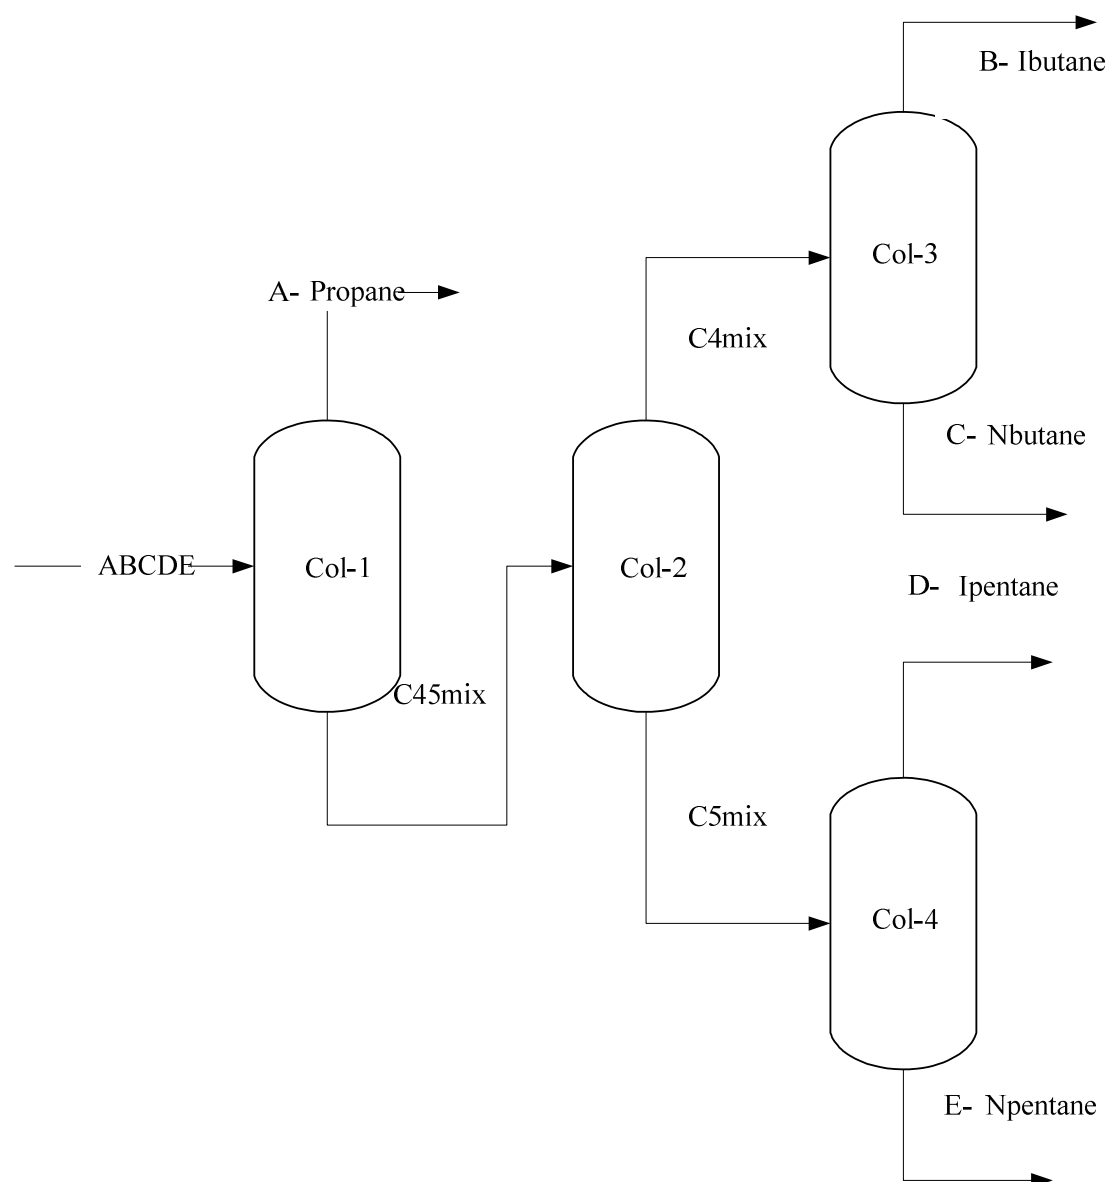 B- Ibutane
Col-3
A- Propane
C4mix
C- Nbutane
ABCDE
Col-1
Col-2
D- Ipentane
C45mix
C5mix
Col-4
E- Npentane